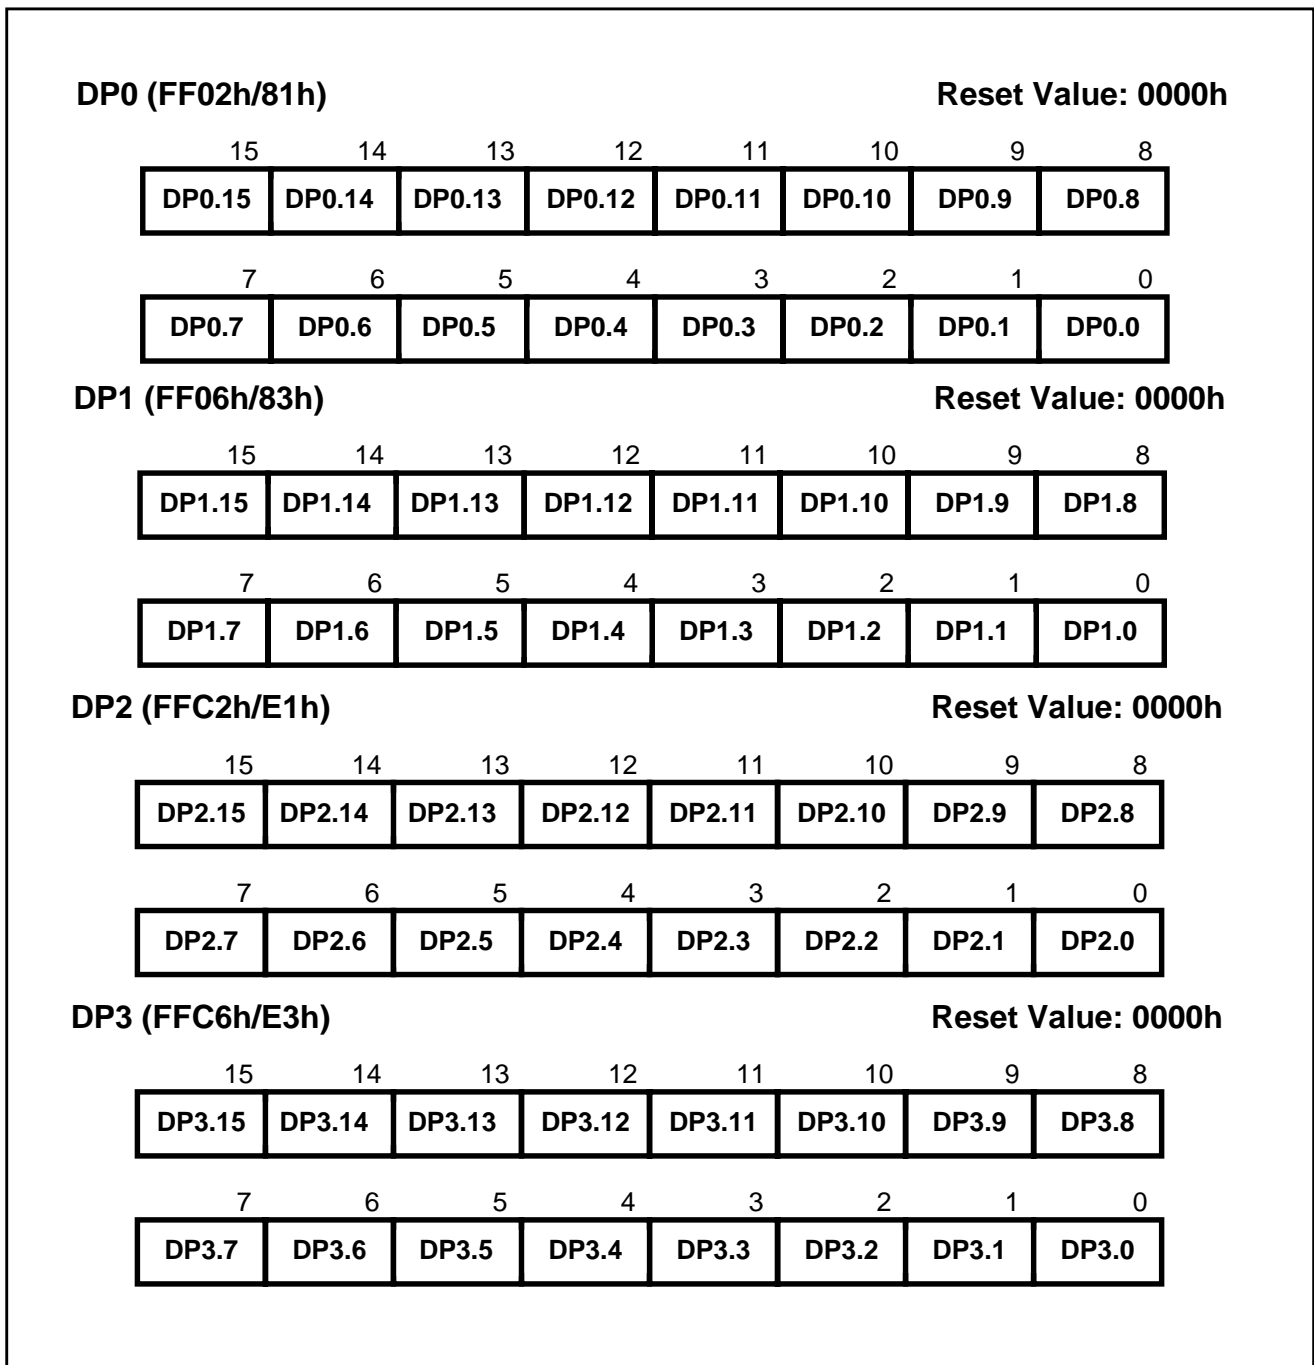 DP0 (FF02h/81h) Reset Value: 0000h
15 14 13 12 11 10 9 8
DP0.15 DP0.14 DP0.13 DP0.12 DP0.11 DP0.10 DP0.9 DP0.8
7 6 5 4 3 2 1 0
DP0.7 DP0.6 DP0.5 DP0.4 DP0.3 DP0.2 DP0.1 DP0.0
DP1 (FF06h/83h) Reset Value: 0000h
15 14 13 12 11 10 9 8
DP1.15 DP1.14 DP1.13 DP1.12 DP1.11 DP1.10 DP1.9 DP1.8
7 6 5 4 3 2 1 0
DP1.7 DP1.6 DP1.5 DP1.4 DP1.3 DP1.2 DP1.1 DP1.0
DP2 (FFC2h/E1h) Reset Value: 0000h
15 14 13 12 11 10 9 8
DP2.15 DP2.14 DP2.13 DP2.12 DP2.11 DP2.10 DP2.9 DP2.8
7 6 5 4 3 2 1 0
DP2.7 DP2.6 DP2.5 DP2.4 DP2.3 DP2.2 DP2.1 DP2.0
DP3 (FFC6h/E3h) Reset Value: 0000h
15 14 13 12 11 10 9 8
DP3.15 DP3.14 DP3.13 DP3.12 DP3.11 DP3.10 DP3.9 DP3.8
7 6 5 4 3 2 1 0
DP3.7 DP3.6 DP3.5 DP3.4 DP3.3 DP3.2 DP3.1 DP3.0